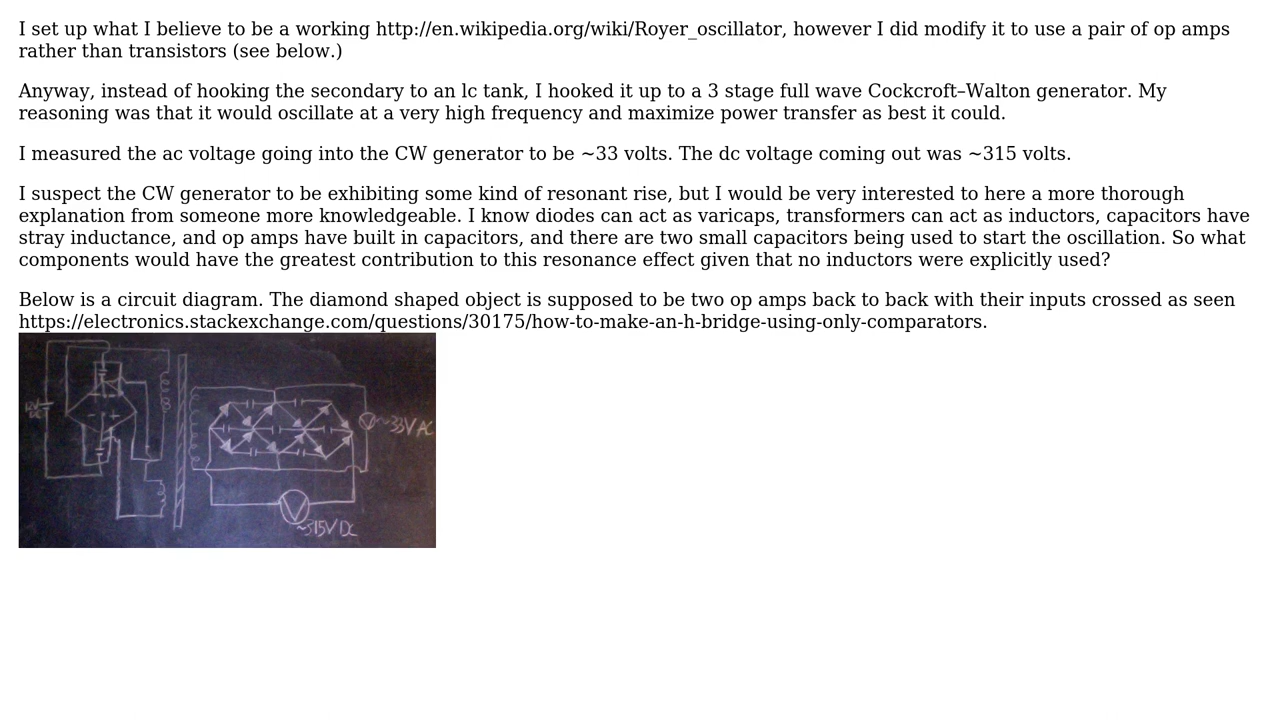 I set up what I believe to be a working http://en.wikipedia.org/wiki/Royer_oscillator, however I did modify it to use a pair of op amps
rather than transistors (see below.)
Anyway, instead of hooking the secondary to an lc tank, I hooked it up to a 3 stage full wave Cockcroft–Walton generator. My
reasoning was that it would oscillate at a very high frequency and maximize power transfer as best it could.
I measured the ac voltage going into the CW generator to be ~33 volts. The dc voltage coming out was ~315 volts.
I suspect the CW generator to be exhibiting some kind of resonant rise, but I would be very interested to here a more thorough
explanation from someone more knowledgeable. I know diodes can act as varicaps, transformers can act as inductors, capacitors have
stray inductance, and op amps have built in capacitors, and there are two small capacitors being used to start the oscillation. So what
components would have the greatest contribution to this resonance effect given that no inductors were explicitly used?
Below is a circuit diagram. The diamond shaped object is supposed to be two op amps back to back with their inputs crossed as seen
https://electronics.stackexchange.com/questions/30175/how-to-make-an-h-bridge-using-only-comparators.
~33V AC
~315V DC